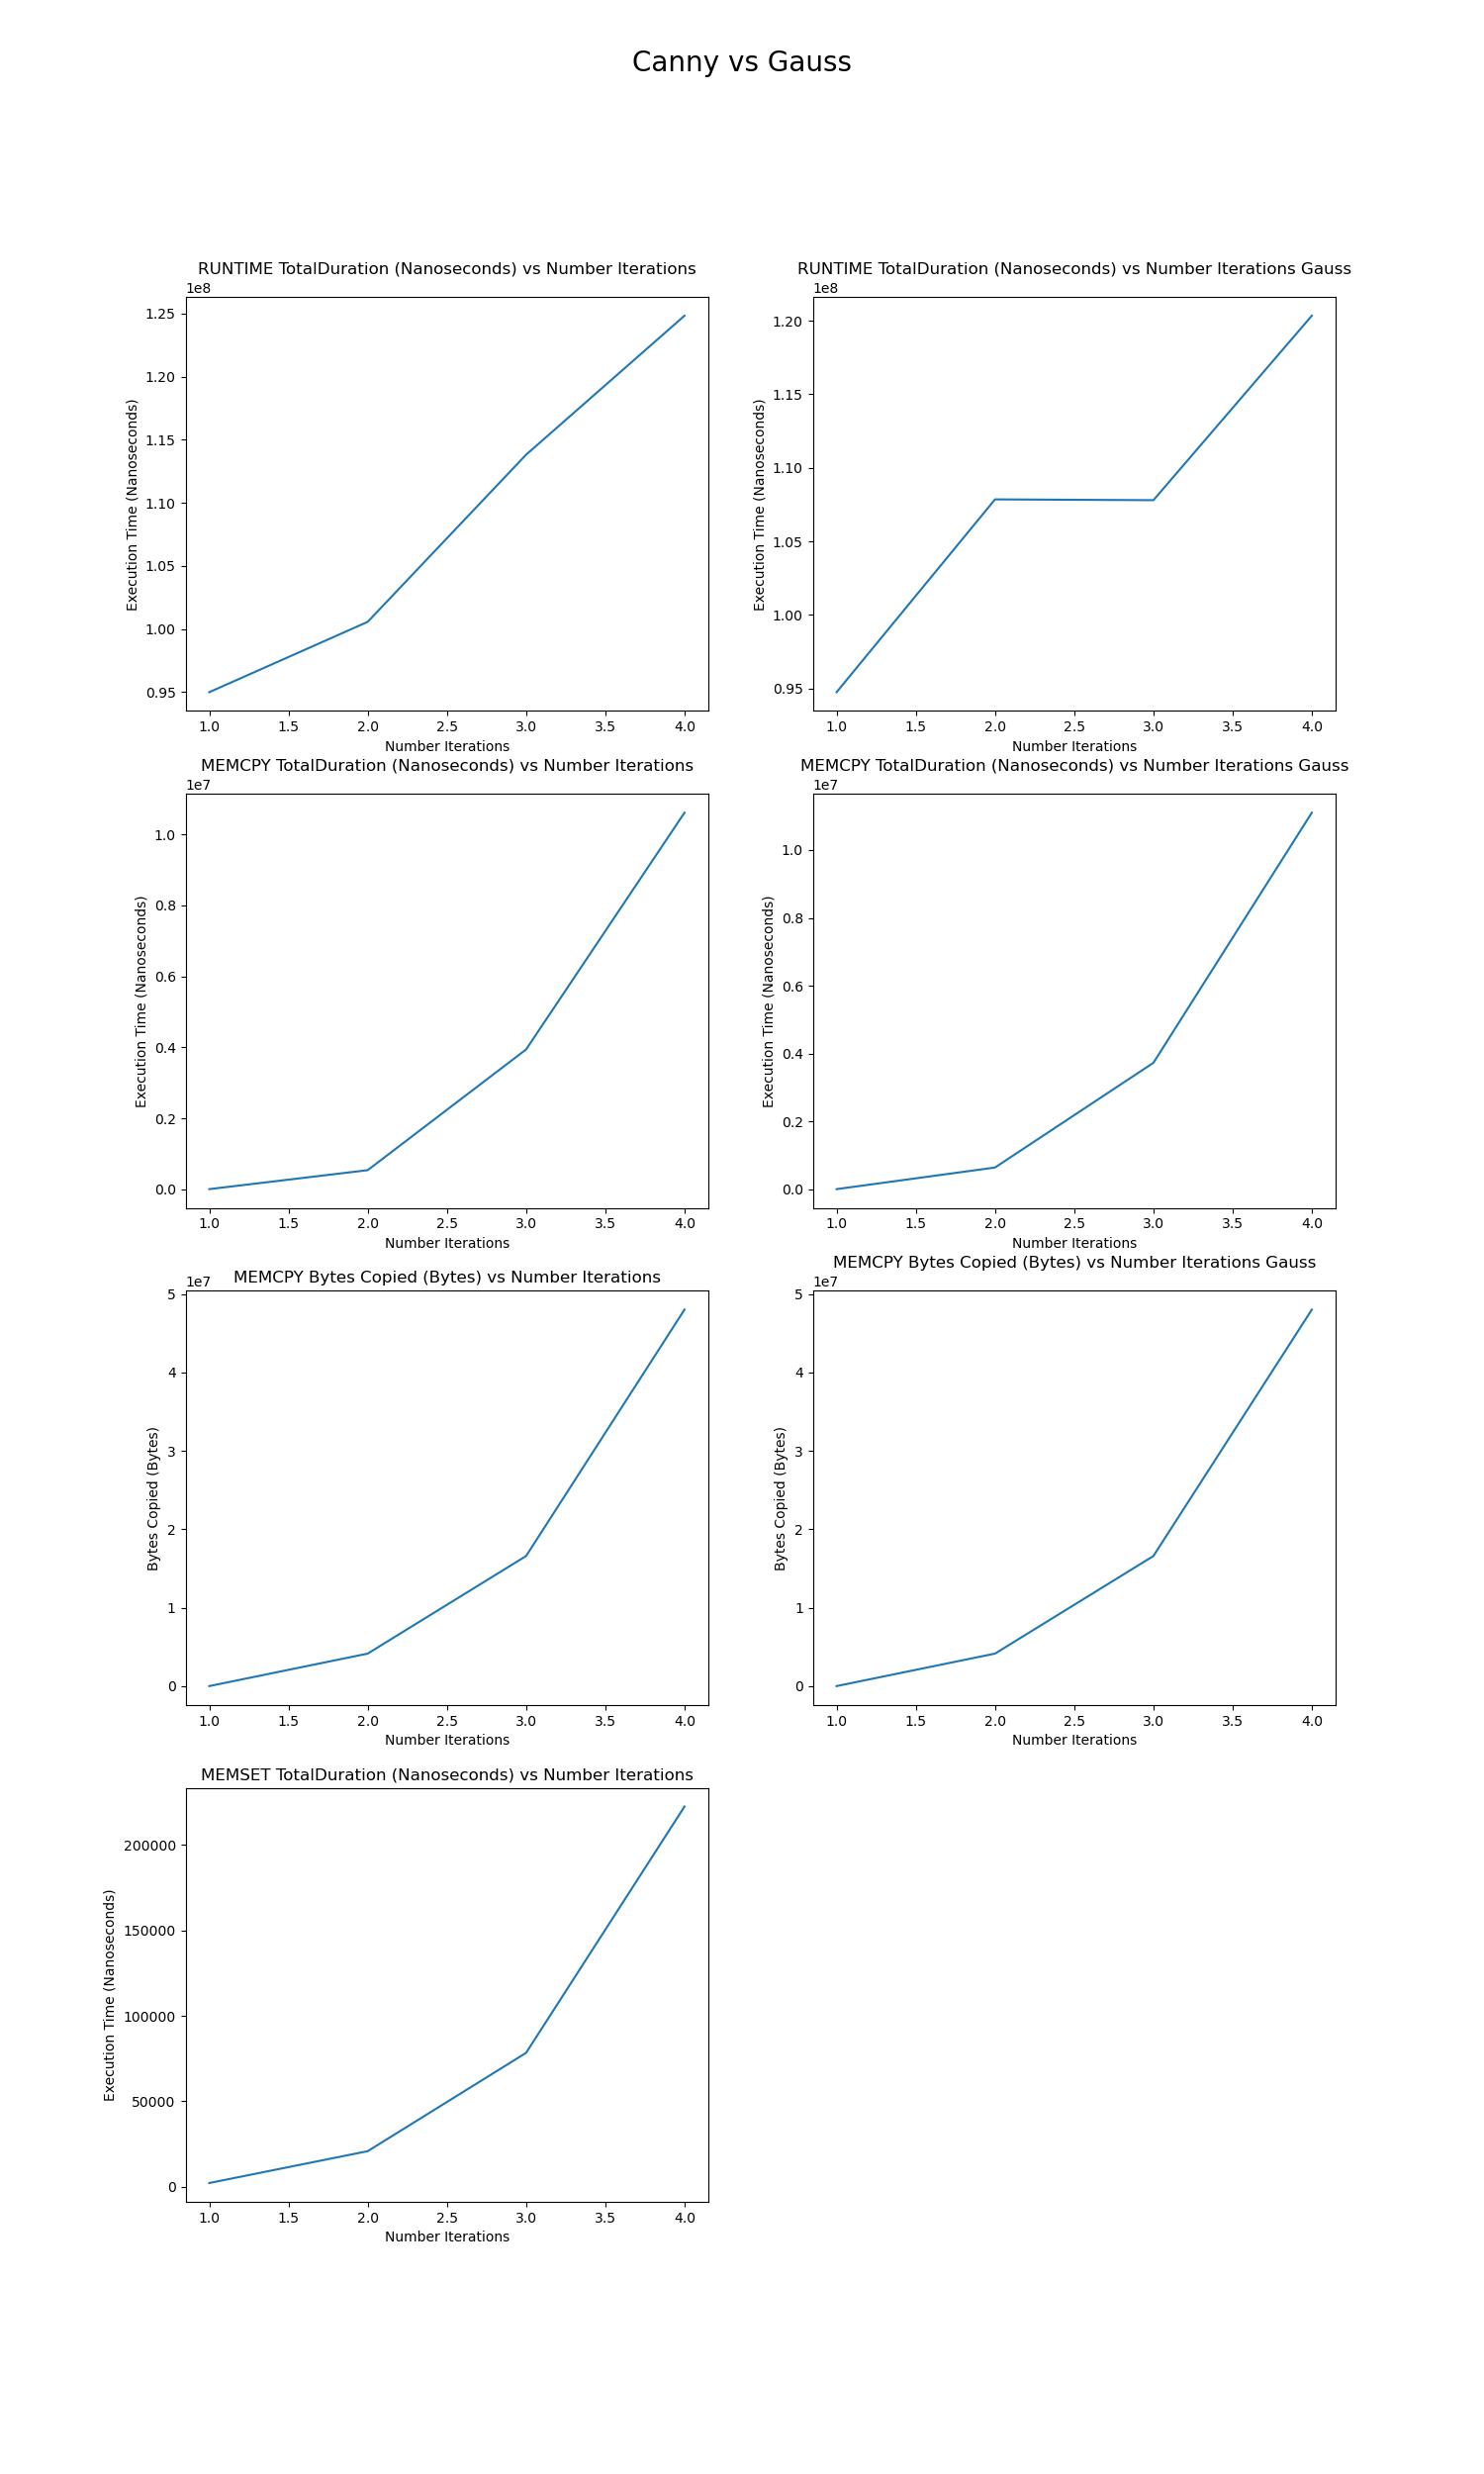 Canny vs Gauss
RUNTIME TotalDuration (Nanoseconds) vs Number Iterations
1e8
1.25
1.20
1.15
1.10
1.05
1.00
0.95
Execution Time (Nanoseconds)
1.0 1.5 2.0 2.5 3.0 3.5 4.0
Number Iterations
RUNTIME TotalDuration (Nanoseconds) vs Number Iterations Gauss
1e8
1.20
1.15
1.10
1.05
1.00
0.95
Execution Time (Nanoseconds)
1.0 1.5 2.0 2.5 3.0 3.5 4.0
Number Iterations
MEMCPY TotalDuration (Nanoseconds) vs Number Iterations
1e7
1.0
0.8
0.6
0.4
0.2
0.0
Execution Time (Nanoseconds)
1.0 1.5 2.0 2.5 3.0 3.5 4.0
Number Iterations
MEMCPY TotalDuration (Nanoseconds) vs Number Iterations Gauss
1e7
1.0
0.8
0.6
0.4
0.2
0.0
Execution Time (Nanoseconds)
1.0 1.5 2.0 2.5 3.0 3.5 4.0
Number Iterations
MEMCPY Bytes Copied (Bytes) vs Number Iterations
1e7
5
4
3
2
1
0
Bytes Copied (Bytes)
1.0 1.5 2.0 2.5 3.0 3.5 4.0
Number Iterations
MEMCPY Bytes Copied (Bytes) vs Number Iterations Gauss
1e7
5
4
3
2
1
0
Bytes Copied (Bytes)
1.0 1.5 2.0 2.5 3.0 3.5 4.0
Number Iterations
MEMSET TotalDuration (Nanoseconds) vs Number Iterations
200000
150000
100000
50000
0
Execution Time (Nanoseconds)
1.0 1.5 2.0 2.5 3.0 3.5 4.0
Number Iterations